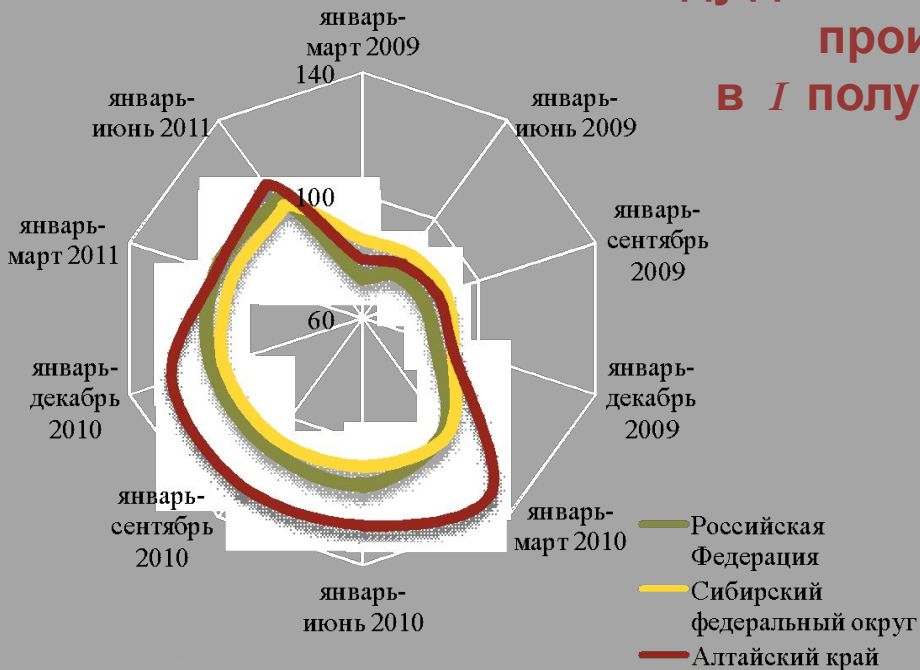 прои
в I полу
январь-
март 2009
140
январь-
июнь 2009
январь-
сентябрь
2009
январь-
декабрь
2009
январь-
март 2010
январь-
июнь 2010
январь-
сентябрь
2010
январь-
декабрь
2010
январь-
март 2011
январь-
июнь 2011
100
60
Российская
Федерация
Сибирский
федеральный округ
Алтайский край